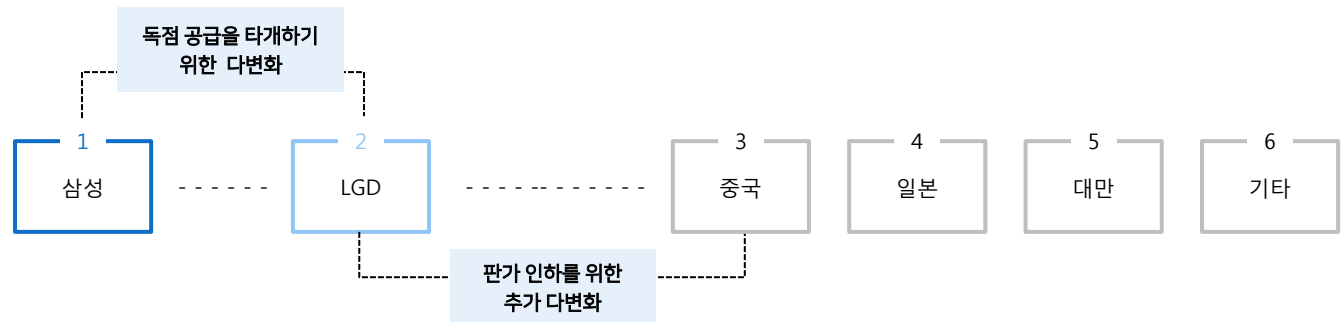 독점 공급을 타개하기
위한 다변화
1
2
3
4
5
6
삼성
LGD
중국
일본
대만
기타
판가 인하를 위한
추가 다변화